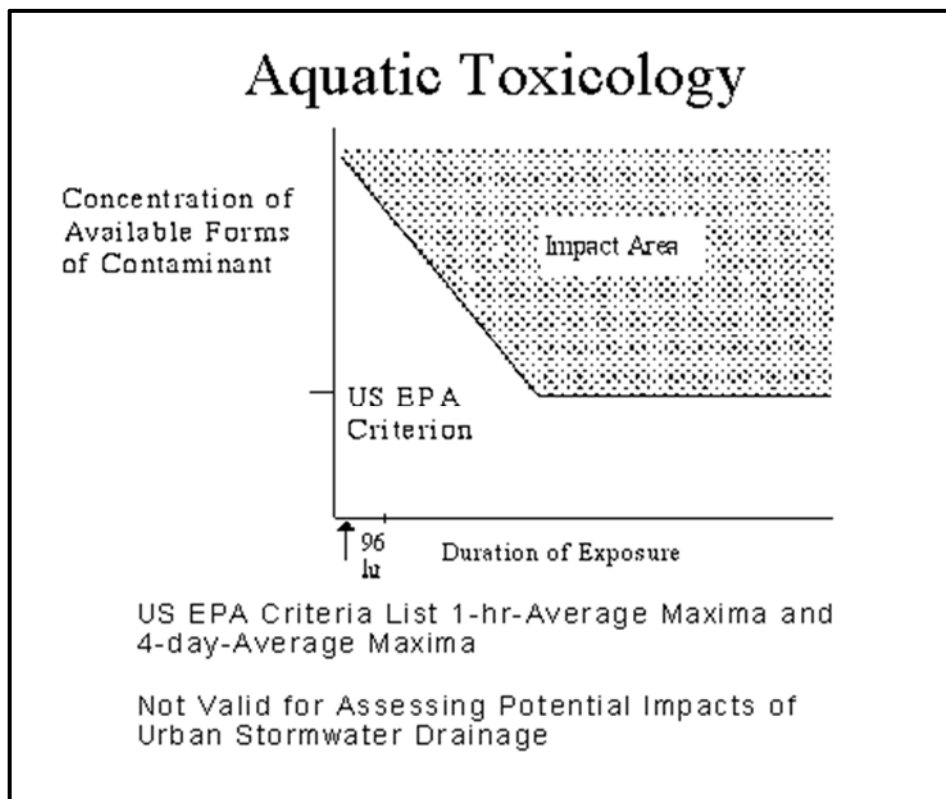 Aquatic Toxicology
Concentration of
Available Forms
of Contaminant
Impact Area
US EPA
Criterion
96
hr
Duration of Exposure
US EPA Criteria List 1-hr-Average Maxima and
4-day-Average Maxima
Not Valid for Assessing Potential Impacts of
Urban Stormwater Drainage